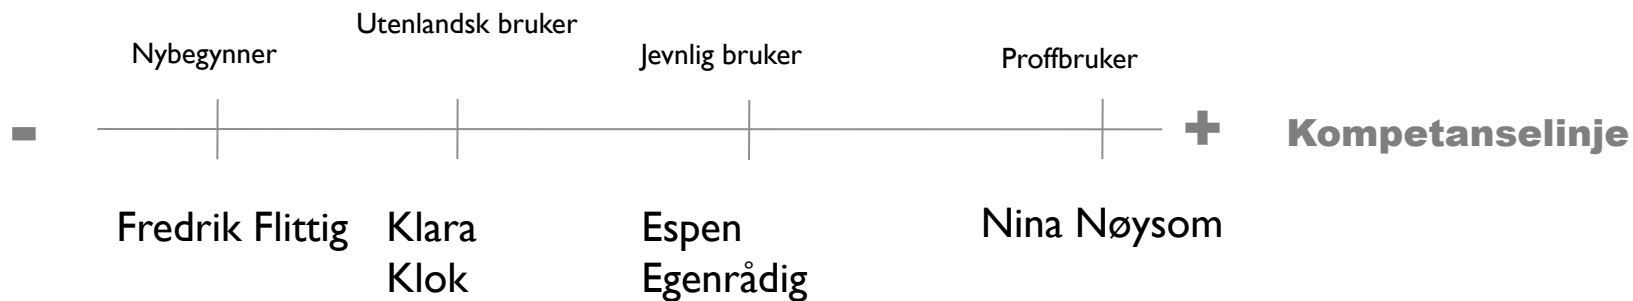 Utenlandsk bruker
Nybegynner
Jevnlig bruker
Proffbruker
- + Kompetanselinje
Fredrik Flittig
Klara
Klok
Espen
Egenrådig
Nina Nøysom